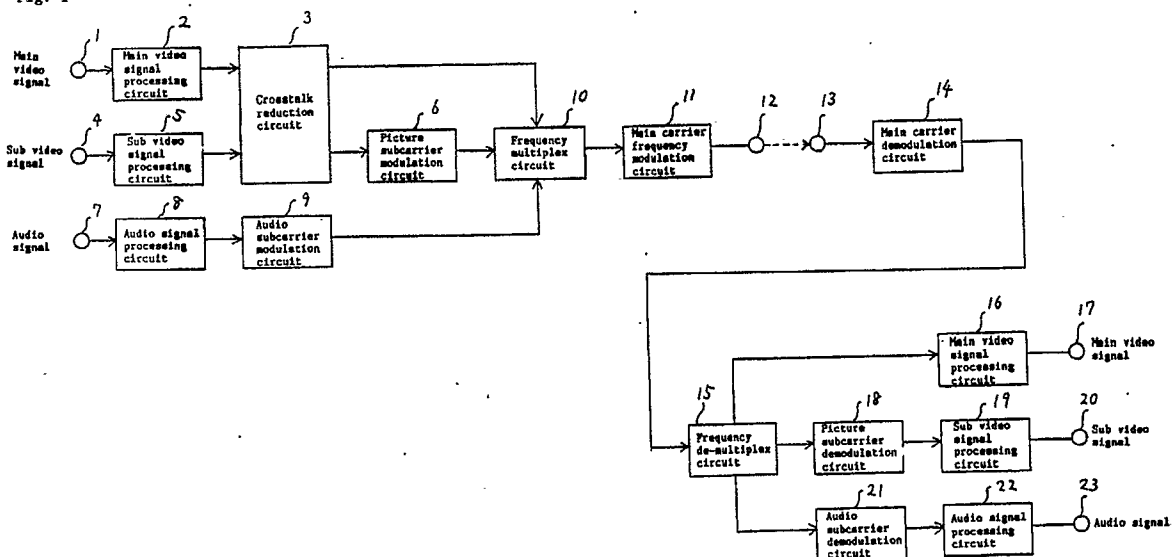 Fig. 1
1
2
3
Main
video
signal
Main video
signal
processing
circuit
Crosstalk
reduction
circuit
4
5
Sub video
signal
Sub video
signal
processing
circuit
6
Picture
subcarrier
modulation
circuit
10
Frequency
multiplex
circuit
11
Main carrier
frequency
modulation
circuit
12
13
14
Main carrier
demodulation
circuit
7
8
9
Audio
signal
Audio signal
processing
circuit
Audio
subcarrier
modulation
circuit
15
Frequency
de-multiplex
circuit
16
Main video
signal
processing
circuit
17
Main video
signal
18
Picture
subcarrier
demodulation
circuit
19
Sub video
signal
processing
circuit
20
Sub video
signal
21
Audio
subcarrier
demodulation
circuit
22
Audio signal
processing
circuit
23
Audio signal